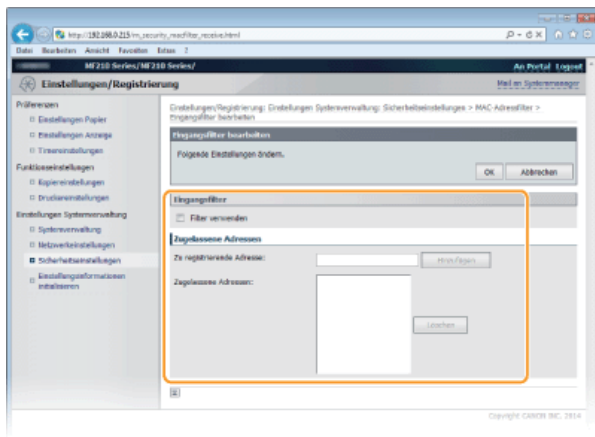 http://192.168.0.215/m_security_macfilter_receive.html
Datei Bearbeiten Ansicht Favoriten Extras ?
MF210 Series/MF210 Series/
An Portal Logout
Einstellungen/Registrierung
Mail an Systemmanager
Präferenzen
Einstellungen Papier
Einstellungen Anzeige
Timereinstellungen
Funktionseinstellungen
Kopiereinstellungen
Druckereinstellungen
Einstellungen Systemverwaltung
Systemverwaltung
Netzwerkeinstellungen
Sicherheitseinstellungen
Einstellungsinformationen
initialisieren
Einstellungen/Registrierung: Einstellungen Systemverwaltung: Sicherheitseinstellungen > MAC-Adressfilter >
Eingangsfilter bearbeiten
Eingangsfilter bearbeiten
Folgende Einstellungen ändern.
OK Abbrechen
Eingangsfilter
Filter verwenden
Zugelassene Adressen
Zu registrierende Adresse:
Hinzufügen
Zugelassene Adressen:
Löschen
Copyright CANON INC. 2014